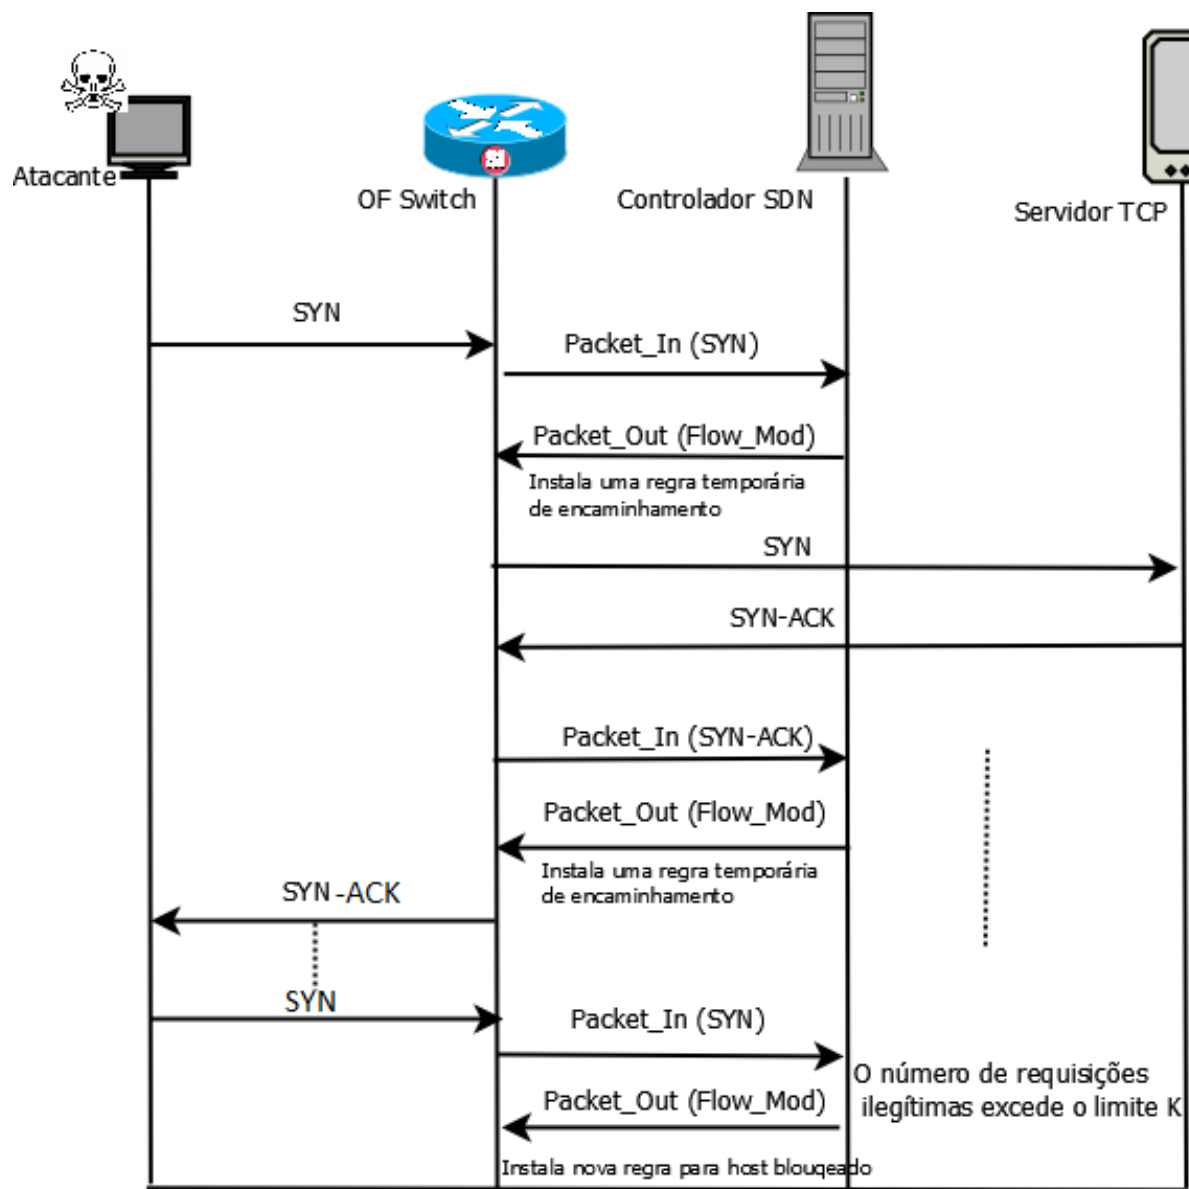 Atacante
OF Switch
Controlador SDN
Servidor TCP
SYN
Packet_In (SYN)
Packet_Out (Flow_Mod)
Instala uma regra temporária
de encaminhamento
SYN
SYN-ACK
Packet_In (SYN-ACK)
Packet_Out (Flow_Mod)
Instala uma regra temporária
de encaminhamento
SYN -ACK
SYN
Packet_In (SYN)
O número de requisições
ilegítimas excede o limite K
Packet_Out (Flow_Mod)
Instala nova regra para host blouqeado